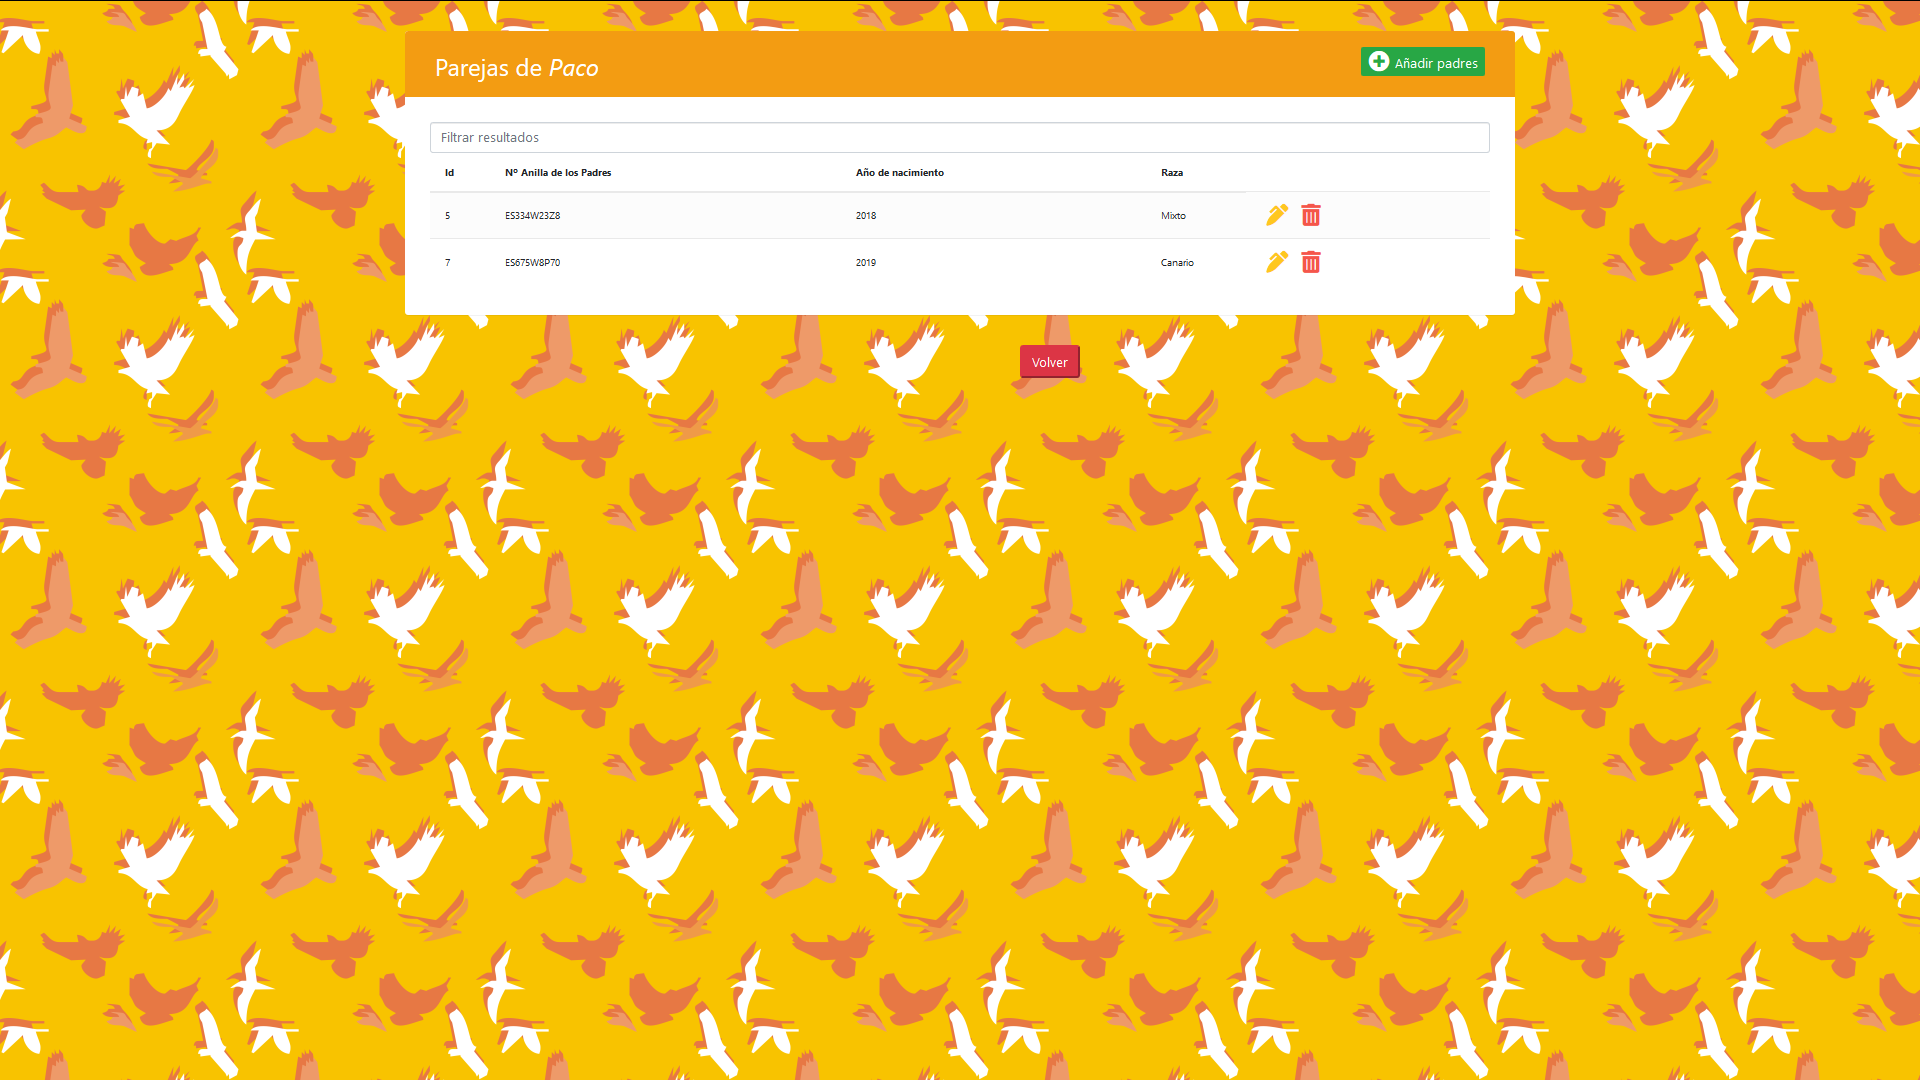 Parejas de Paco
Añadir padres
Filtrar resultados
Id Nº Anilla de los Padres Año de nacimiento Raza
5 ES334W23Z8 2018 Mixto
7 ES675W8P70 2019 Canario
Volver